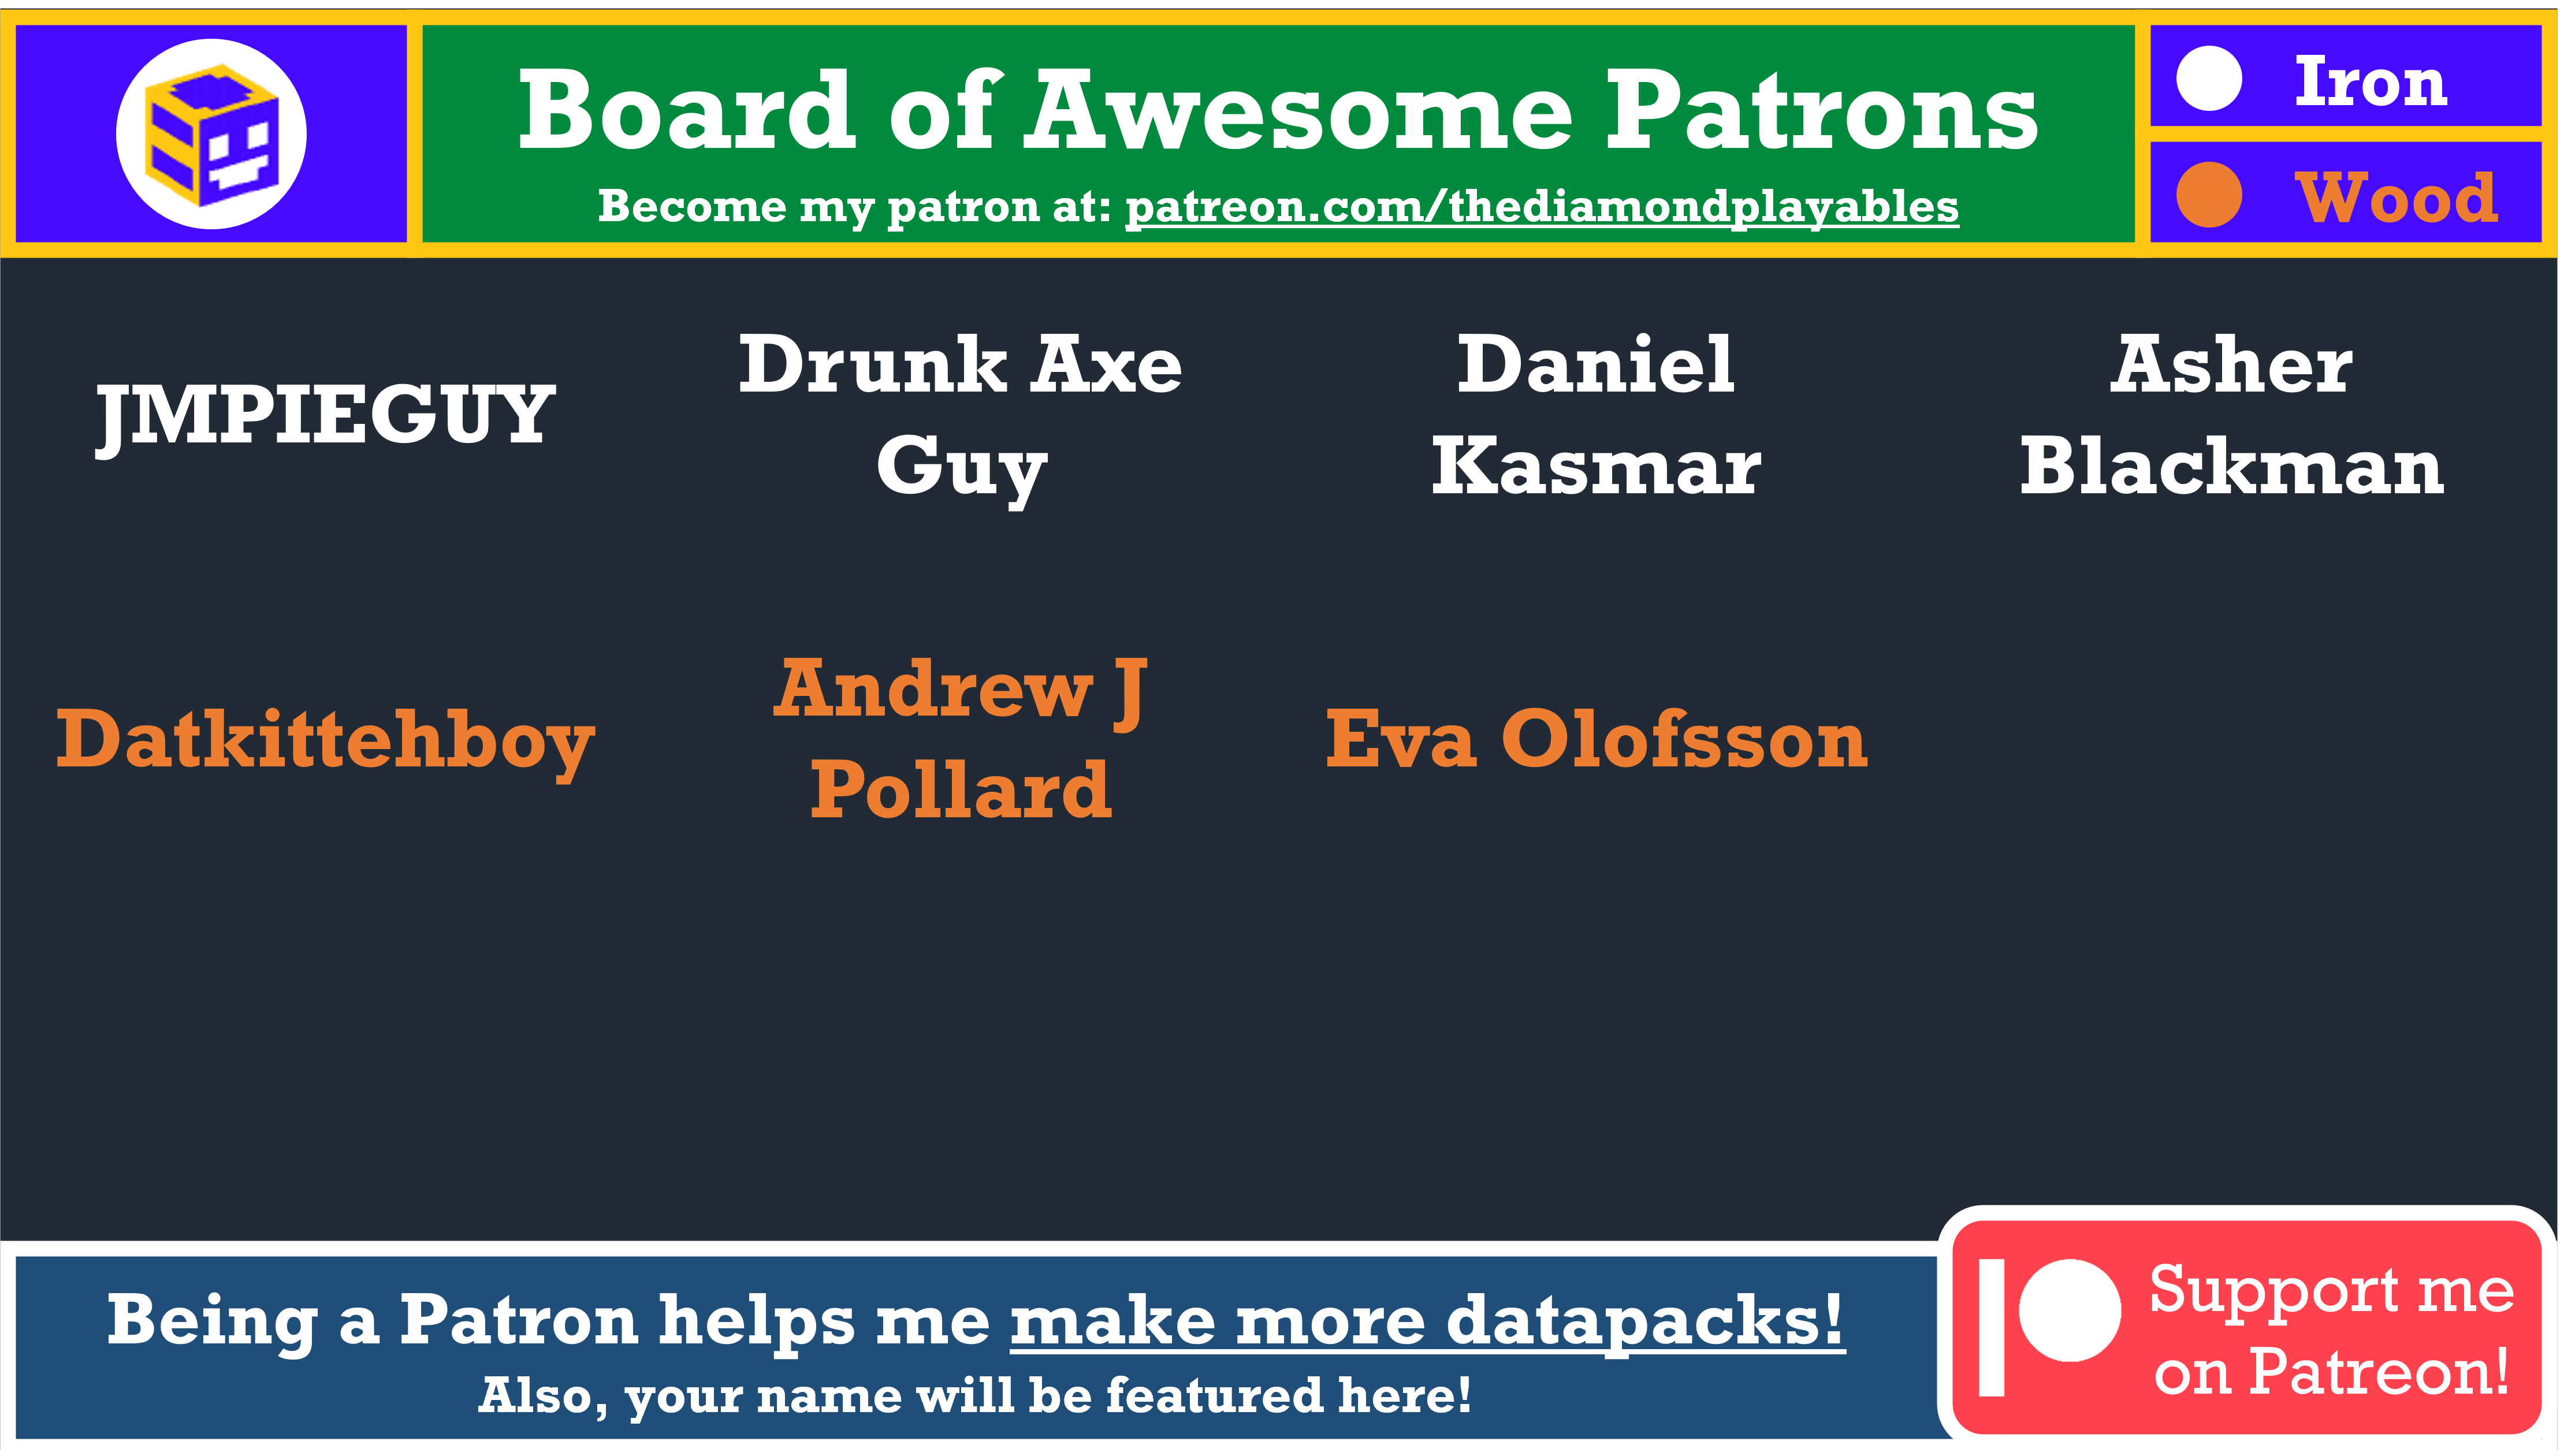 Board of Awesome Patrons
Become my patron at: patreon.com/thediamondplayables
Iron
Wood
JMPIEGUY
Drunk Axe
Guy
Daniel
Kasmar
Asher
Blackman
Datkittehboy
Andrew J
Pollard
Eva Olofsson
Being a Patron helps me make more datapacks!
Also, your name will be featured here!
Support me
on Patreon!